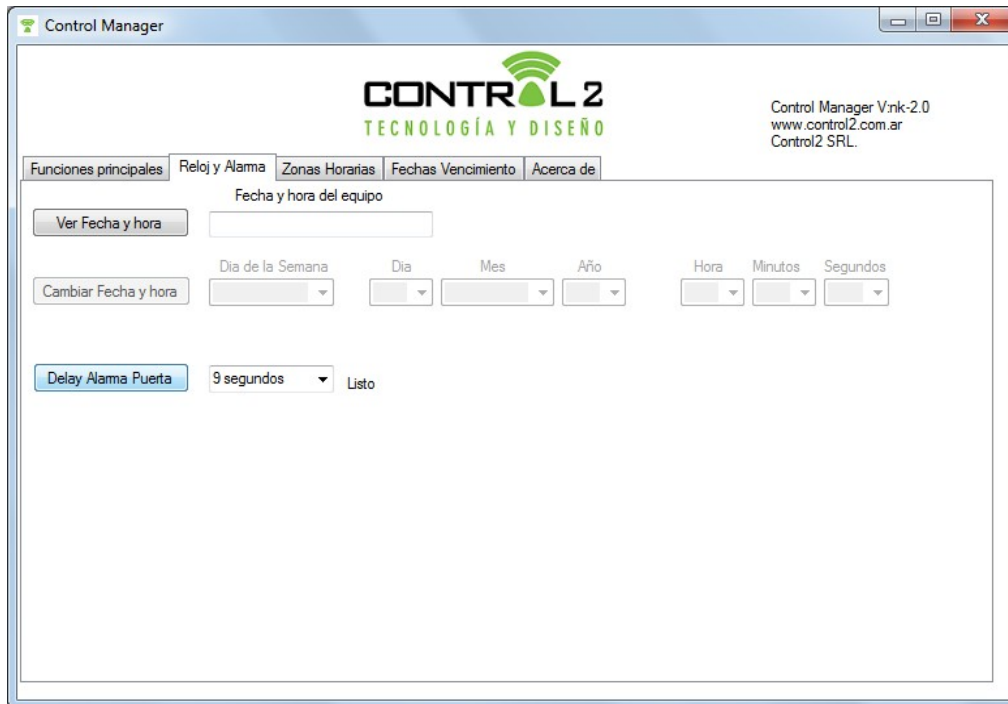 Control Manager
CONTROL 2
TECNOLOGÍA Y DISEÑO
Control Manager V:nk-2.0
www.control2.com.ar
Control2 SRL.
Funciones principales Reloj y Alarma Zonas Horarias Fechas Vencimiento Acerca de
Fecha y hora del equipo
Ver Fecha y hora
Dia de la Semana Dia Mes Año Hora Minutos Segundos
Cambiar Fecha y hora
Delay Alarma Puerta 9 segundos Listo